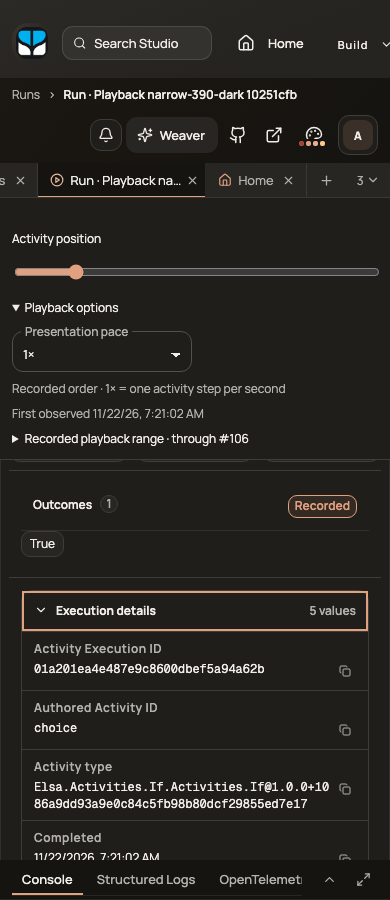 Search Studio
Home
Build
Runs › Run · Playback narrow-390-dark 10251cfb
Weaver
A
s
Run · Playback na...
Home
3
Activity position
Playback options
Presentation pace
1×
Recorded order · 1× = one activity step per second
First observed 11/22/26, 7:21:02 AM
Recorded playback range · through #106
Outcomes 1
Recorded
True
Execution details
5 values
Activity Execution ID
01a201ea4e487e9c8600dbef5a94a62b
Authored Activity ID
choice
Activity type
Elsa.Activities.If.Activities.If@1.0.0+10
86a9dd93a9e0c84c5fb98b80dcf29855ed7e17
Completed
11/22/2026, 7:21:02 AM
Console
Structured Logs
OpenTelemet